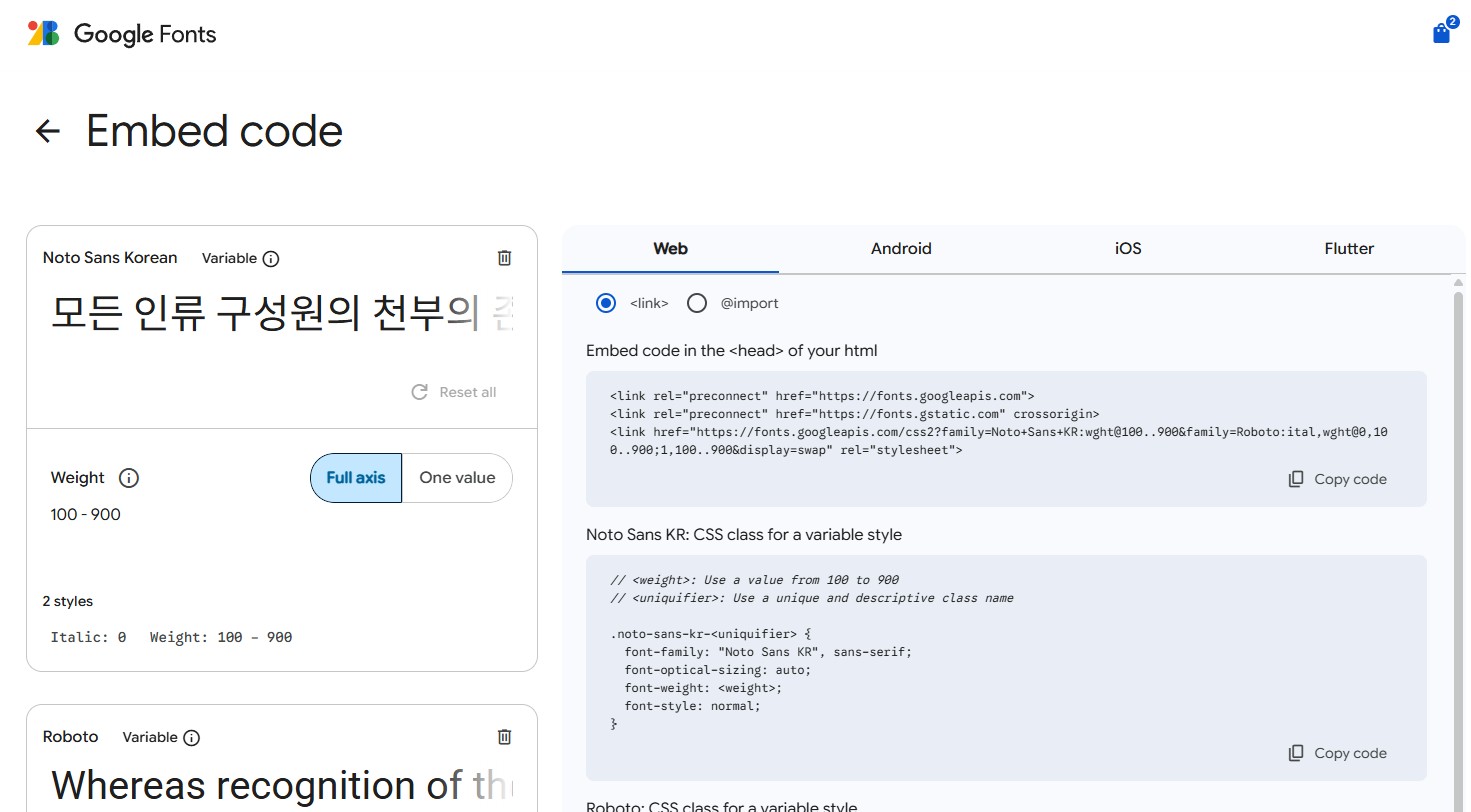 Google Fonts
2
Embed code
Noto Sans Korean Variable
모든 인류 구성원의 천부의 존
Reset all
Weight
Full axis
One value
100 - 900
2 styles
Italic: 0 Weight: 100 - 900
Roboto Variable
Whereas recognition of the
Web
Android
iOS
Flutter
<link>
@import
Embed code in the <head> of your html
<link rel="preconnect" href="https://fonts.googleapis.com">
<link rel="preconnect" href="https://fonts.gstatic.com" crossorigin>
<link href="https://fonts.googleapis.com/css2?family=Noto+Sans+KR:wght@100..900&family=Roboto:ital,wght@0,10
0..900;1,100..900&display=swap" rel="stylesheet">
Copy code
Noto Sans KR: CSS class for a variable style
// <weight>: Use a value from 100 to 900
// <uniquifier>: Use a unique and descriptive class name
.noto-sans-kr-<uniquifier> {
font-family: "Noto Sans KR", sans-serif;
font-optical-sizing: auto;
font-weight: <weight>;
font-style: normal;
}
Copy code
Roboto: CSS class for a variable style